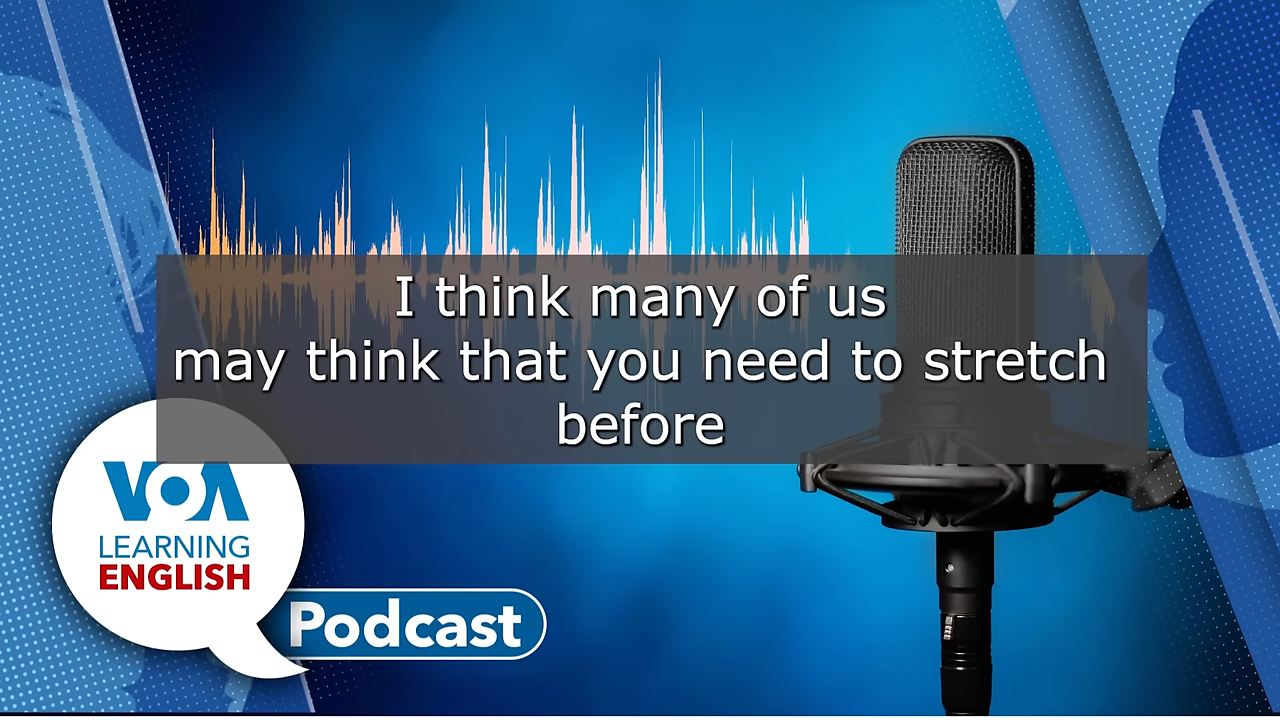 I think many of us
may think that you need to stretch
before
VOA
LEARNING
ENGLISH
Podcast